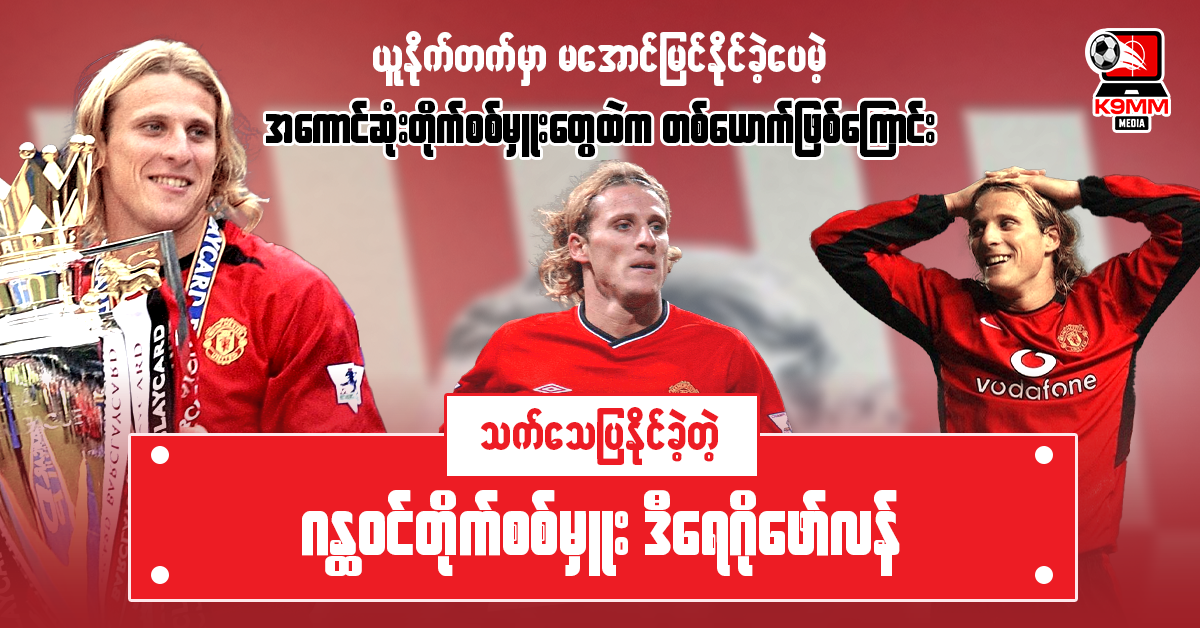 ယူနိုက်တက်မှာ မအောင်မြင်နိုင်ခဲ့ပေမဲ့
အကောင်ဆုံးတိုက်စစ်မှူးတွေထဲက တစ်ယောက်ဖြစ်ကြောင်း
K9MM
MEDIA
vodafone
သက်သေပြနိုင်ခဲ့တဲ့
ဂန္ထဝင်တိုက်စစ်မှူး ဒီရေဂိုဖော်လန်